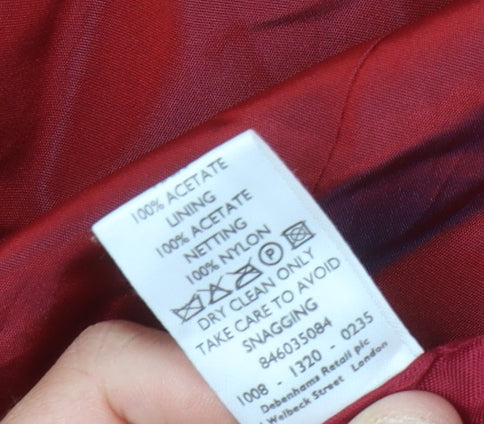 100% ACETATE
LINING
100% ACETATE
NETTING
100% NYLON
P
DRY CLEAN ONLY
TAKE CARE TO AVOID
SNAGGING
846035084
1008 - 1320 - 0235
Debenhams Retail plc
Welbeck Street London